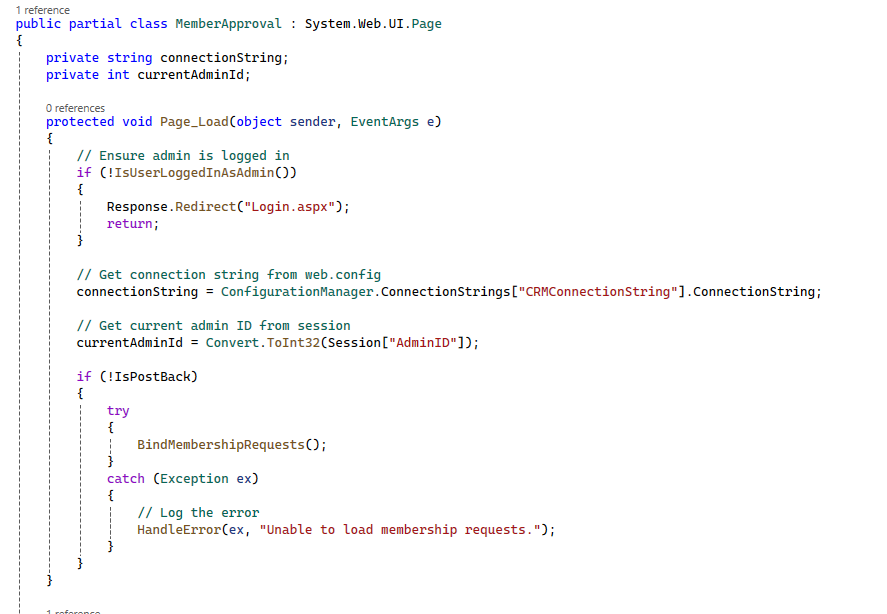 1 reference
public partial class MemberApproval : System.Web.UI.Page
{
    private string connectionString;
    private int currentAdminId;
    0 references
    protected void Page_Load(object sender, EventArgs e)
    {
        // Ensure admin is logged in
        if (!IsUserLoggedInAsAdmin())
        {
            Response.Redirect("Login.aspx");
            return;
        }
        // Get connection string from web.config
        connectionString = ConfigurationManager.ConnectionStrings["CRMConnectionString"].ConnectionString;
        // Get current admin ID from session
        currentAdminId = Convert.ToInt32(Session["AdminID"]);
        if (!IsPostBack)
        {
            try
            {
                BindMembershipRequests();
            }
            catch (Exception ex)
            {
                // Log the error
                HandleError(ex, "Unable to load membership requests.");
            }
        }
    }
    1 reference